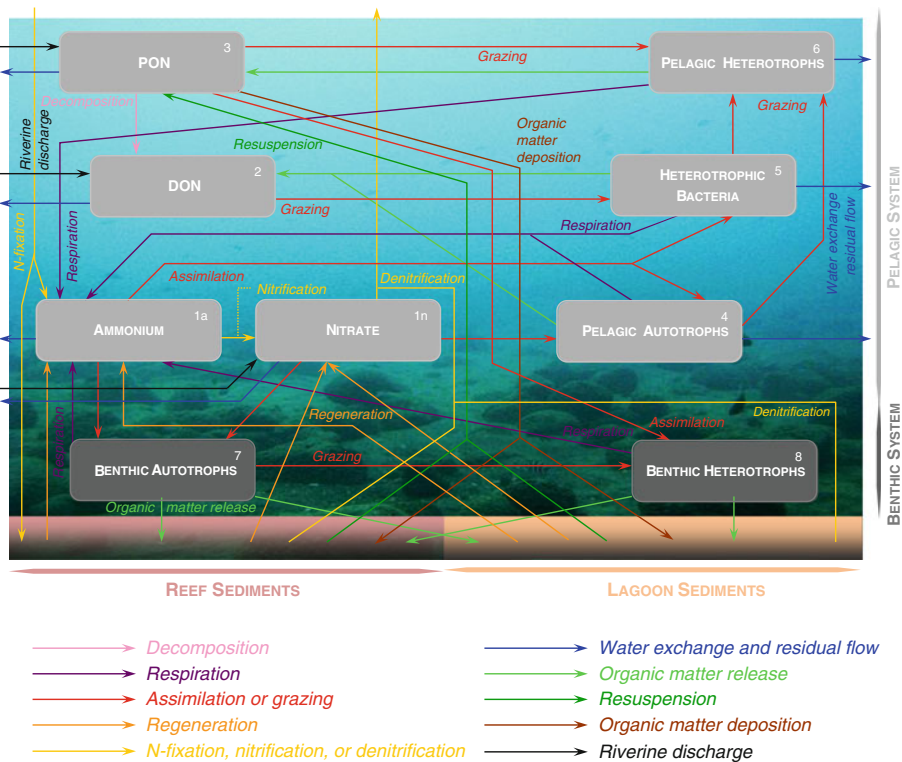 3
PON
6
PELAGIC HETEROTROPHS
Grazing
Grazing
Decomposition
Riverine
discharge
Resuspension
Organic
matter
deposition
2
DON
5
HETEROTROPHIC
BACTERIA
Grazing
Respiration
N-fixation
Respiration
Water exchange
residual flow
PELAGIC SYSTEM
Assimilation
Nitrification
Denitrification
1a
AMMONIUM
1n
NITRATE
4
PELAGIC AUTOTROPHS
Regeneration
Assimilation
Denitrification
Respiration
Respiration
7
BENTHIC AUTOTROPHS
Grazing
8
BENTHIC HETEROTROPHS
BENTHIC SYSTEM
Organic matter release
REEF SEDIMENTS
LAGOON SEDIMENTS
Decomposition
Respiration
Assimilation or grazing
Regeneration
N-fixation, nitrification, or denitrification
Water exchange and residual flow
Organic matter release
Resuspension
Organic matter deposition
Riverine discharge